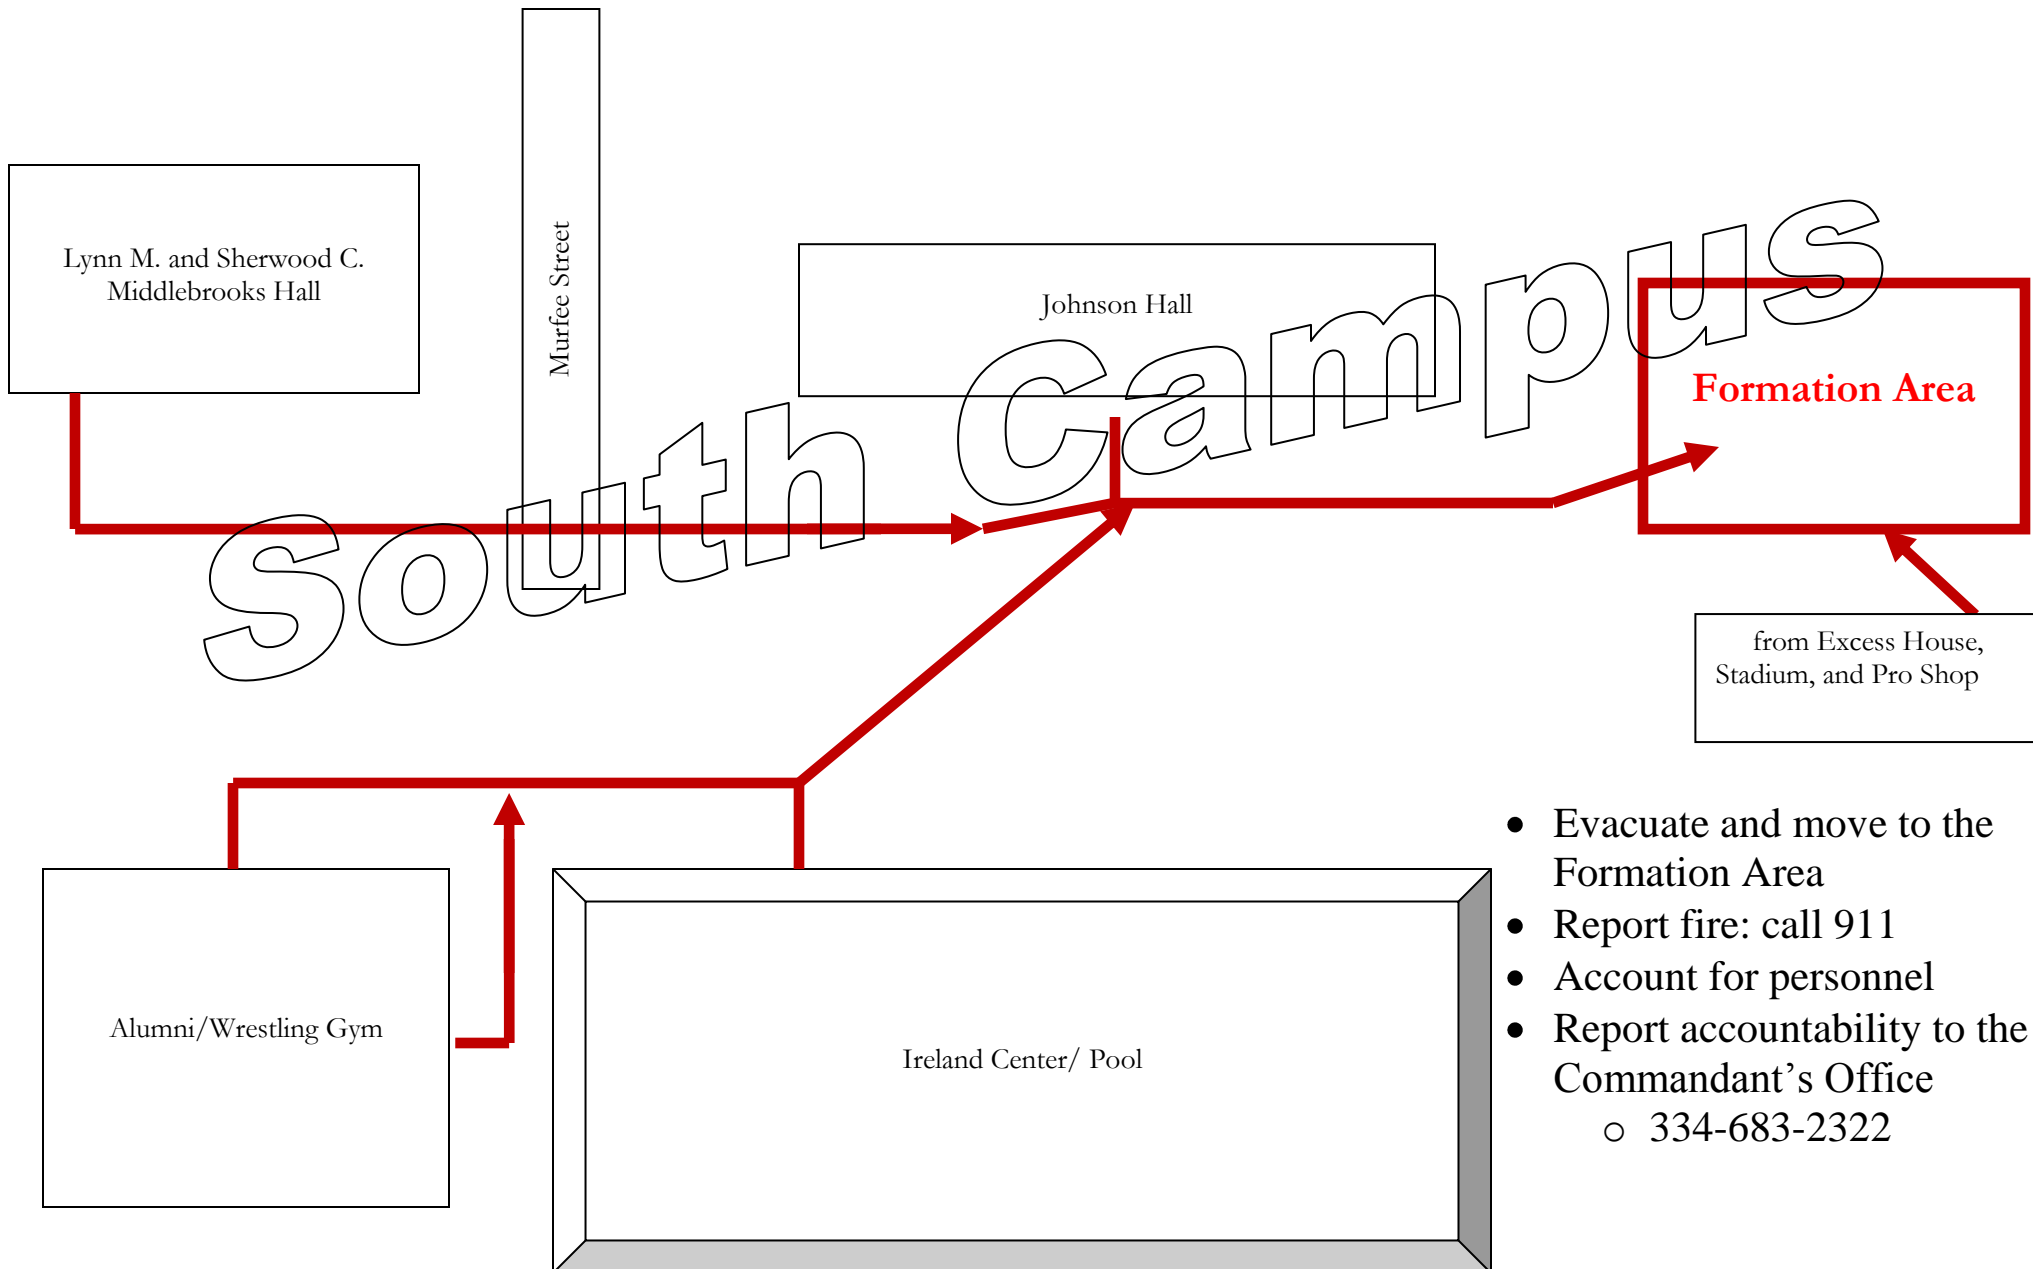 Lynn M. and Sherwood C.
Middlebrooks Hall
Murfee Street
Johnson Hall
South Campus
Formation Area
from Excess House,
Stadium, and Pro Shop
Alumni/Wrestling Gym
Ireland Center/ Pool
• Evacuate and move to the
Formation Area
• Report fire: call 911
• Account for personnel
• Report accountability to the
Commandant’s Office
o 334-683-2322